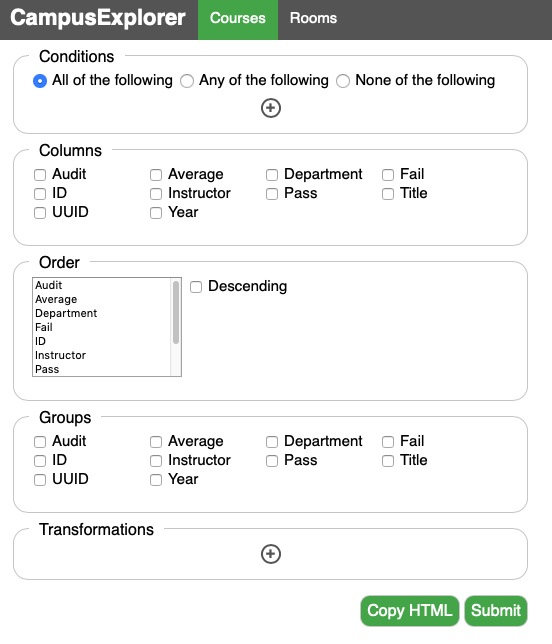 CampusExplorer Courses Rooms
Conditions
All of the following Any of the following None of the following
Columns
Audit Average Department Fail
ID Instructor Pass Title
UUID Year
Order
Audit
Descending
Average
Department
Fail
ID
Instructor
Pass
Groups
Audit Average Department Fail
ID Instructor Pass Title
UUID Year
Transformations
Copy HTML Submit